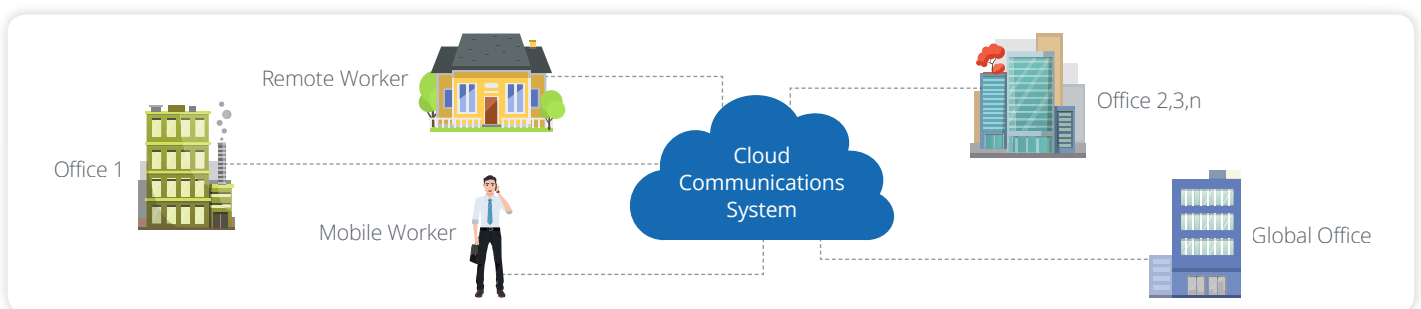 Remote Worker
Office 2,3,n
Office 1
Cloud
Communications
System
Mobile Worker
Global Office